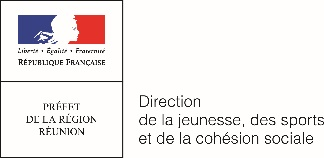 Liberté • Égalité • Fraternité
RÉPUBLIQUE FRANÇAISE
PRÉFET
DE LA RÉGION
RÉUNION
Direction
de la jeunesse, des sports
et de la cohésion sociale